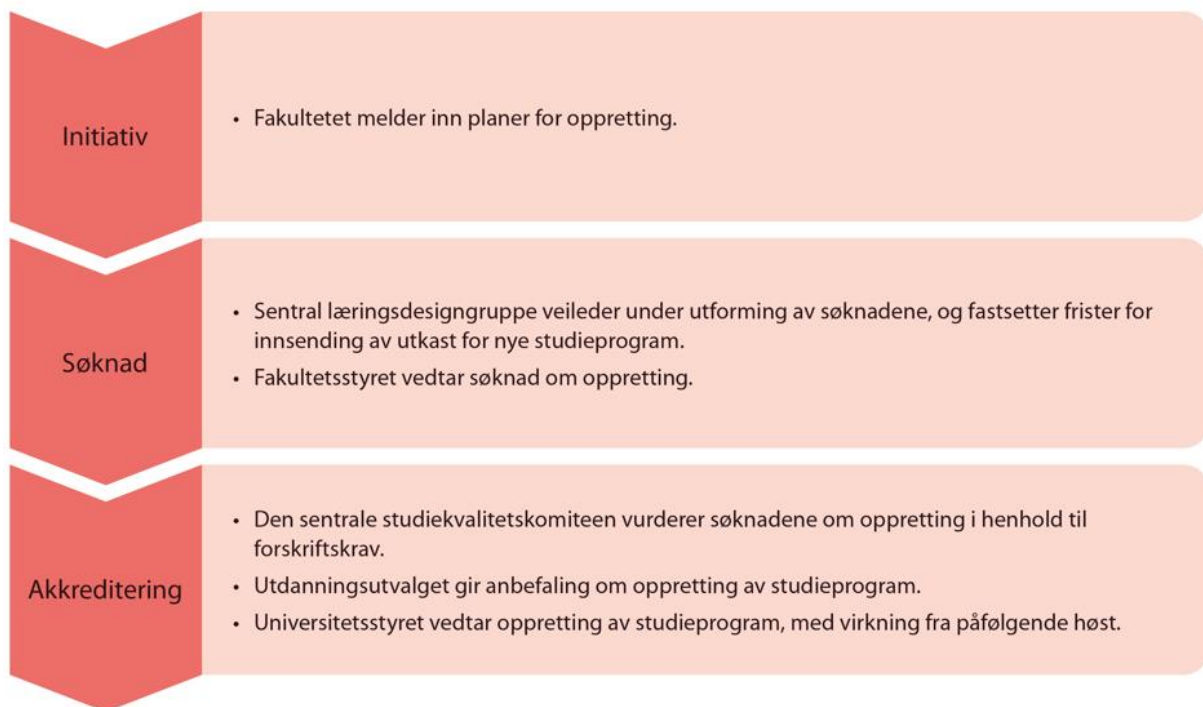 Initiativ
• Fakultetet melder inn planer for oppretting.
Søknad
• Sentral læringsdesigngruppe veileder under utforming av søknadene, og fastsetter frister for
innsending av utkast for nye studieprogram.
• Fakultetsstyret vedtar søknad om oppretting.
Akkreditering
• Den sentrale studiekvalitetskomiteen vurderer søknadene om oppretting i henhold til
forskriftskrav.
• Utdanningsutvalget gir anbefaling om oppretting av studieprogram.
• Universitetsstyret vedtar oppretting av studieprogram, med virkning fra påfølgende høst.